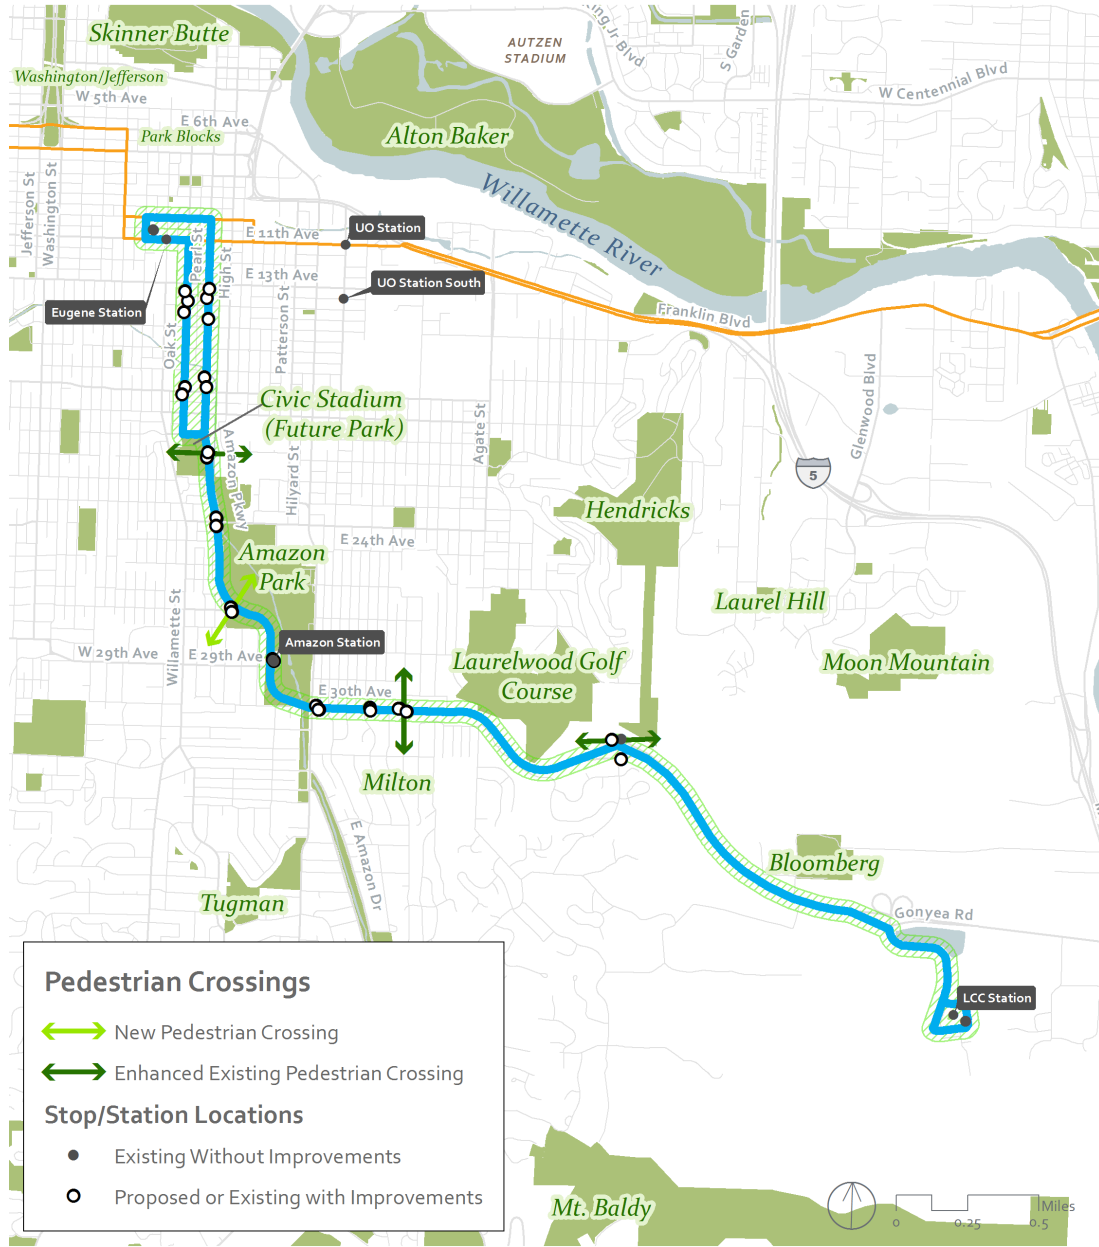 Skinner Butte
AUTZEN
STADIUM
Jr Blvd
S Garden
Washington/Jefferson
W 5th Ave
W Centennial Blvd
E 6th Ave
Park Blocks
Alton Baker
Jefferson St
Washington St
Willamette River
UO Station
E 11th Ave
Pearl St
High St
E 13th Ave
UO Station South
Eugene Station
Franklin Blvd
Oak St
Patterson St
Glenwood Blvd
Civic Stadium
(Future Park)
Agate St
Amazon Pkwy
Hilyard St
5
Hendricks
E 24th Ave
Amazon
Park
Laurel Hill
Willamette St
Amazon Station
W 29th Ave
E 29th Ave
Laurelwood Golf
Course
Moon Mountain
E 30th Ave
Milton
E Amazon Dr
Bloomberg
Tugman
Gonyea Rd
LCC Station
Pedestrian Crossings
New Pedestrian Crossing
Enhanced Existing Pedestrian Crossing
Stop/Station Locations
Existing Without Improvements
Proposed or Existing with Improvements
Mt. Baldy
Miles
0
0.25
0.5